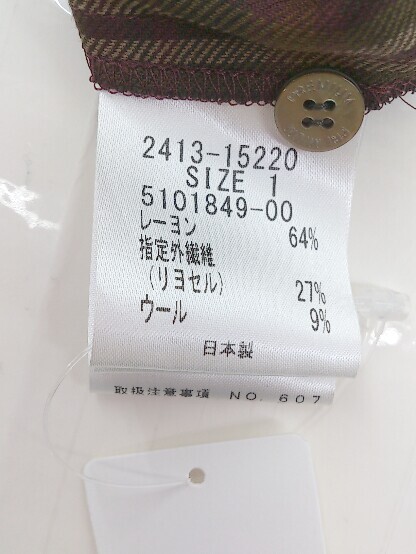 2413-15220
SIZE 1
5101849-00
レーヨン 64%
指定外繊維
(リヨセル) 27%
ウール 9%
日本製
取扱注意事項 NO. 607